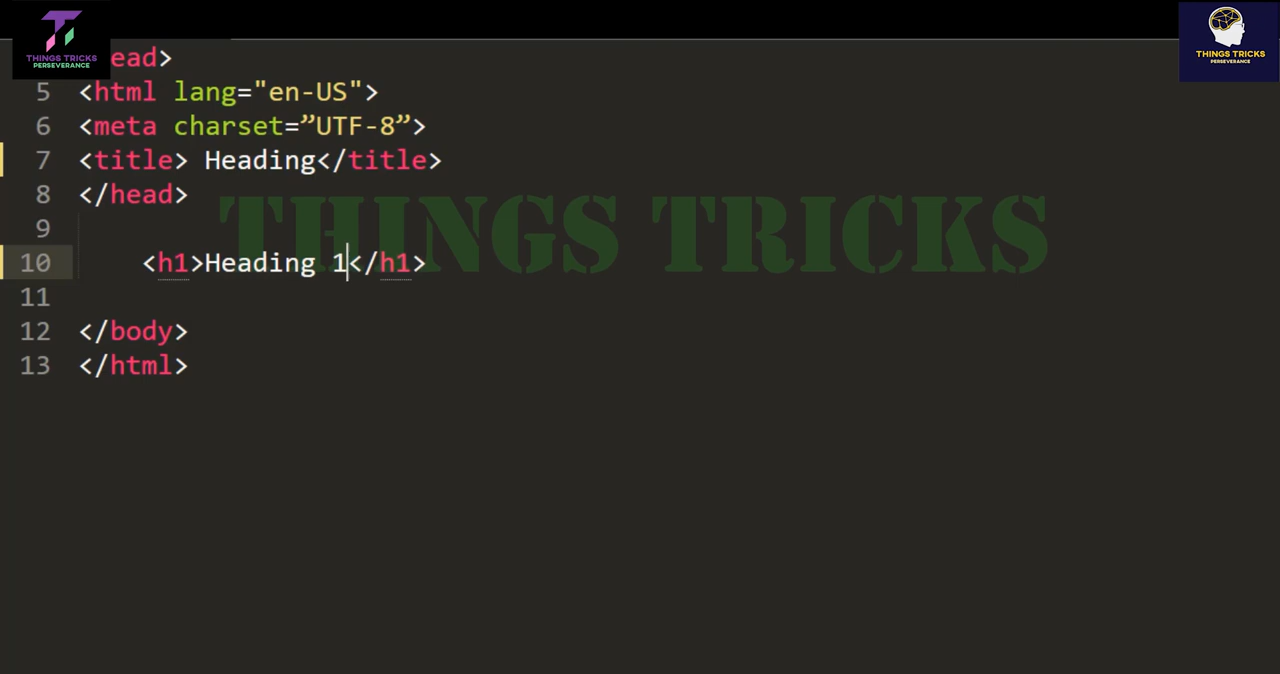 THINGS TRICKS
PERSEVERANCE
THINGS TRICKS
PERSEVERANCE
ead>
5 <html lang="en-US">
6 <meta charset=”UTF-8”>
7 <title> Heading</title>
8 </head>
9
THINGS TRICKS
10 <h1>Heading 1</h1>
11
12 </body>
13 </html>